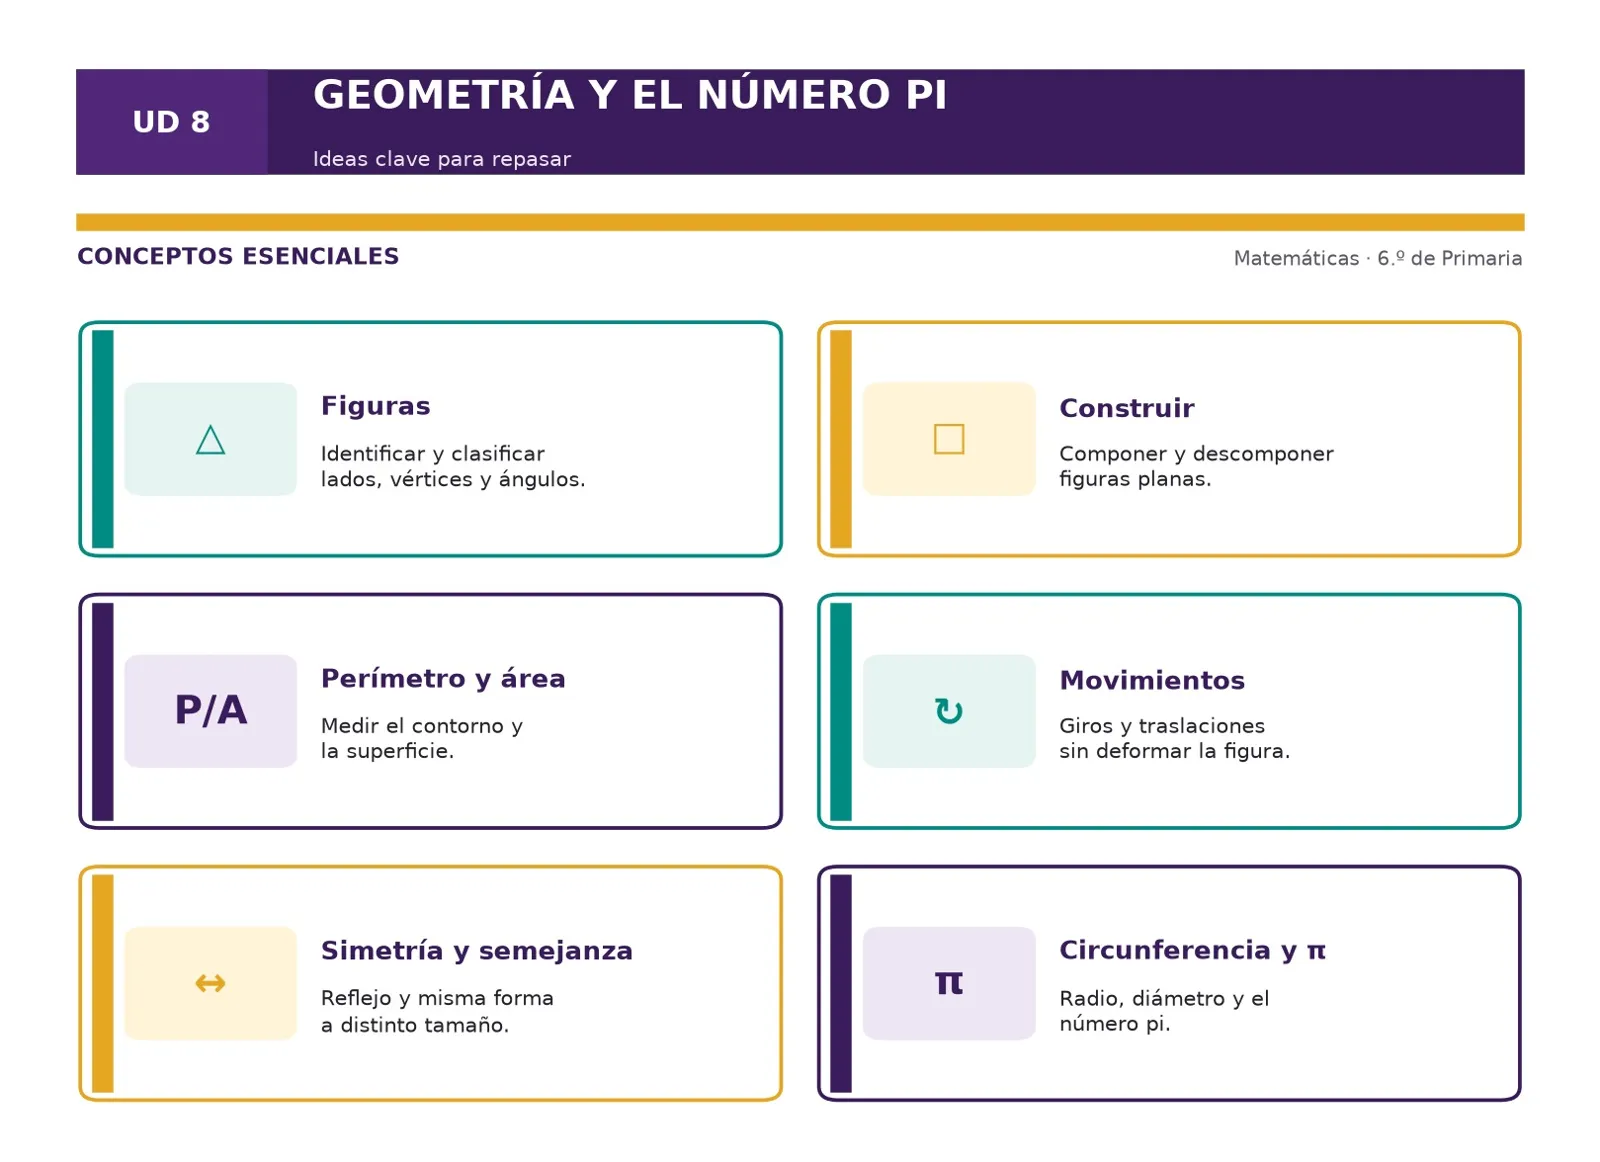 UD 8
GEOMETRÍA Y EL NÚMERO PI
Ideas clave para repasar
CONCEPTOS ESENCIALES
Matemáticas · 6.º de Primaria
Figuras
Identificar y clasificar
lados, vértices y ángulos.
Construir
Componer y descomponer
figuras planas.
P/A
Perímetro y área
Medir el contorno y
la superficie.
↻
Movimientos
Giros y traslaciones
sin deformar la figura.
↔
Simetría y semejanza
Reflejo y misma forma
a distinto tamaño.
π
Circunferencia y π
Radio, diámetro y el
número pi.